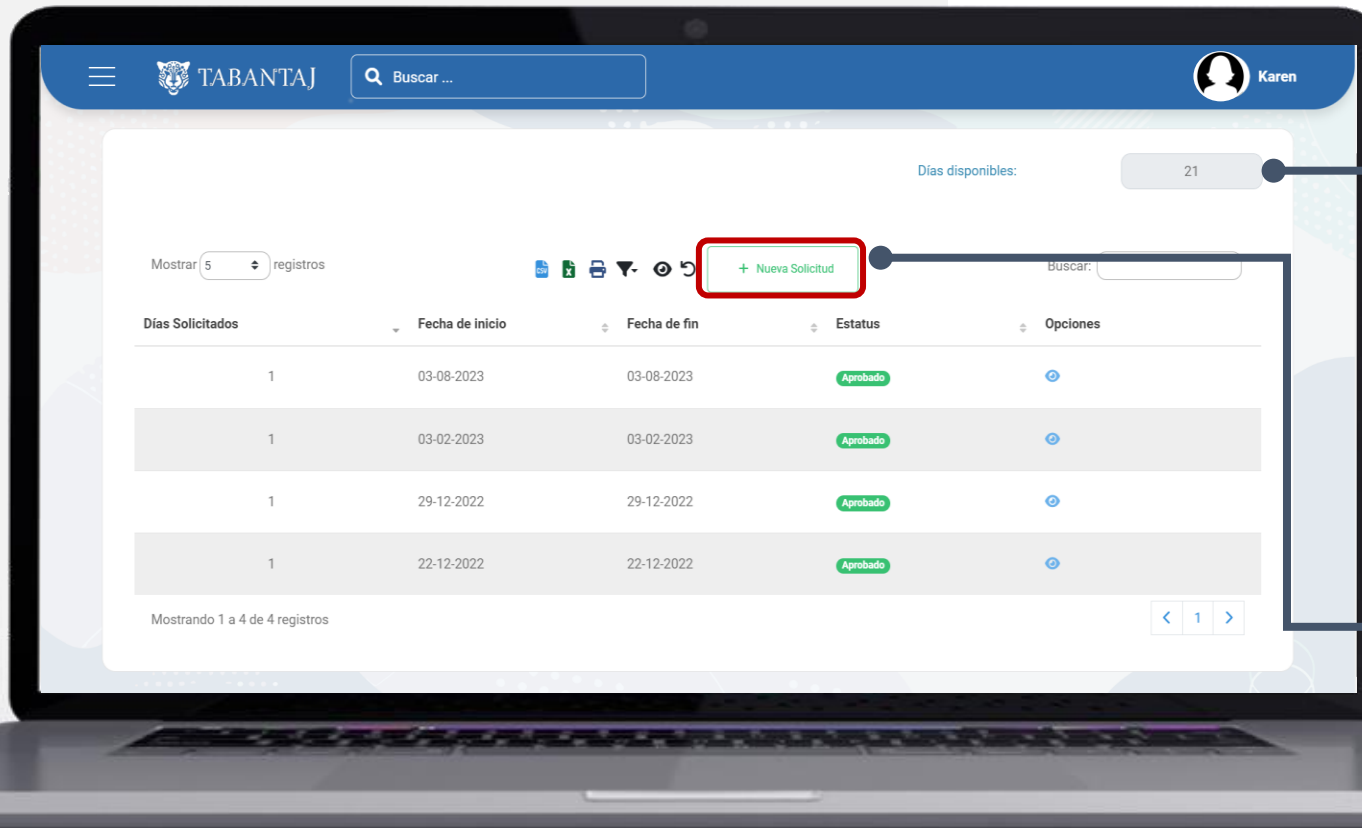 TABANTAJ
Buscar ...
Karen
Días disponibles:
21
Mostrar 5 registros
CSV
+ Nueva Solicitud
Buscar:
Días Solicitados Fecha de inicio Fecha de fin Estatus Opciones
1 03-08-2023 03-08-2023 Aprobado
1 03-02-2023 03-02-2023 Aprobado
1 29-12-2022 29-12-2022 Aprobado
1 22-12-2022 22-12-2022 Aprobado
Mostrando 1 a 4 de 4 registros
1